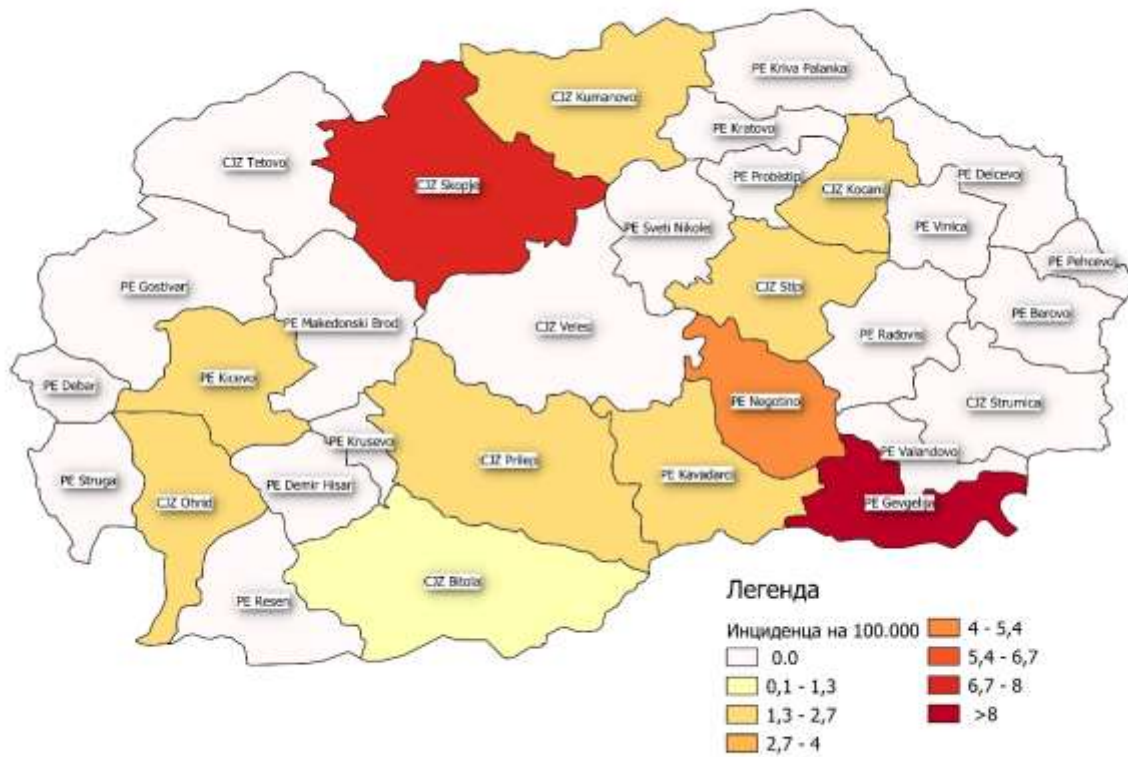 PE Kriva Palanka
CJZ Kumanovo
PE Kratovo
CJZ Tetovo
PE Probistip
PE Delcevo
CJZ Skopje
CJZ Kocani
PE Sveti Nikole
PE Vinica
PE Pehcevo
PE Gostivar
CJZ Stip
PE Berovo
PE Makedonski Brod
CJZ Veles
PE Radovis
PE Debar
PE Kicevo
PE Negotino
CJZ Strumica
PE Krusevo
PE Valandovo
CJZ Prilep
PE Kavadarci
PE Struga
PE Demir Hisar
CJZ Ohrid
PE Gevgelija
CJZ Bitola
PE Resen
Легенда
Инциденца на 100.000
0.0
0,1 - 1,3
1,3 - 2,7
2,7 - 4
4 - 5,4
5,4 - 6,7
6,7 - 8
>8